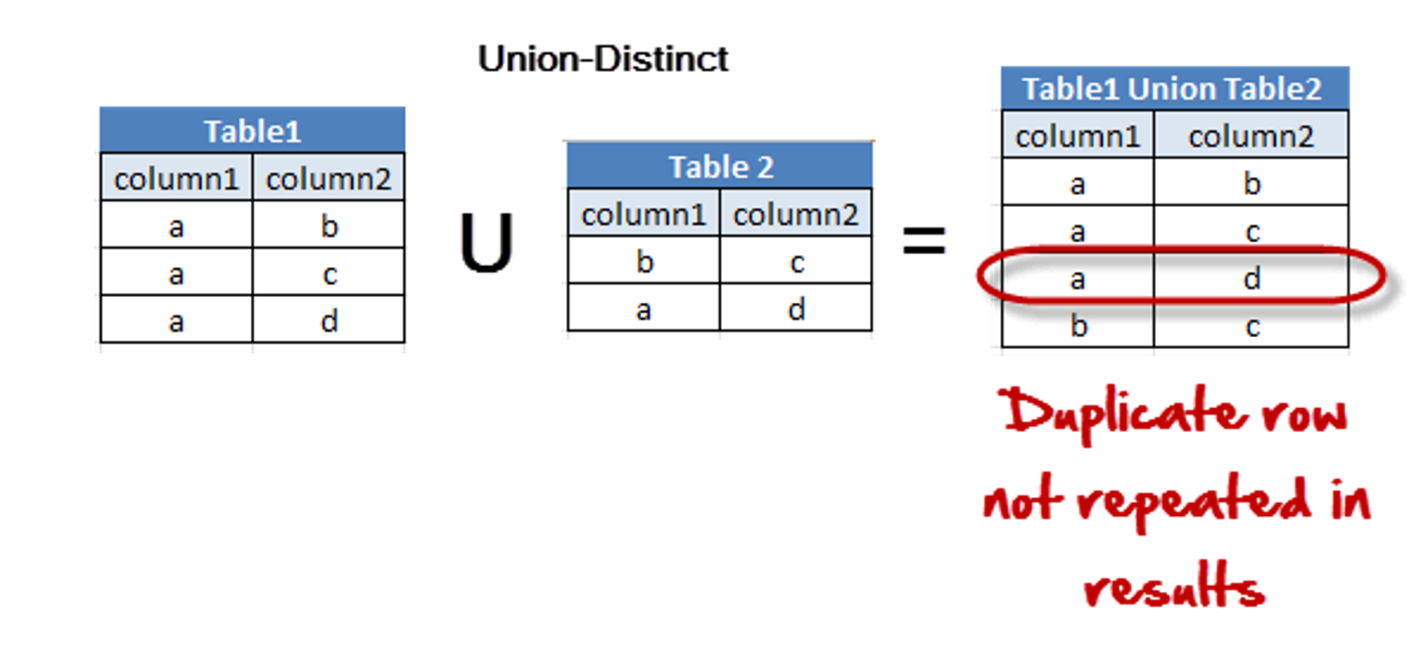 Union-Distinct
Table1
column1 column2
a b
a c
a d
U
Table 2
column1 column2
b c
a d
=
Table1 Union Table2
column1 column2
a b
a c
a d
b c
Duplicate row
not repeated in
results